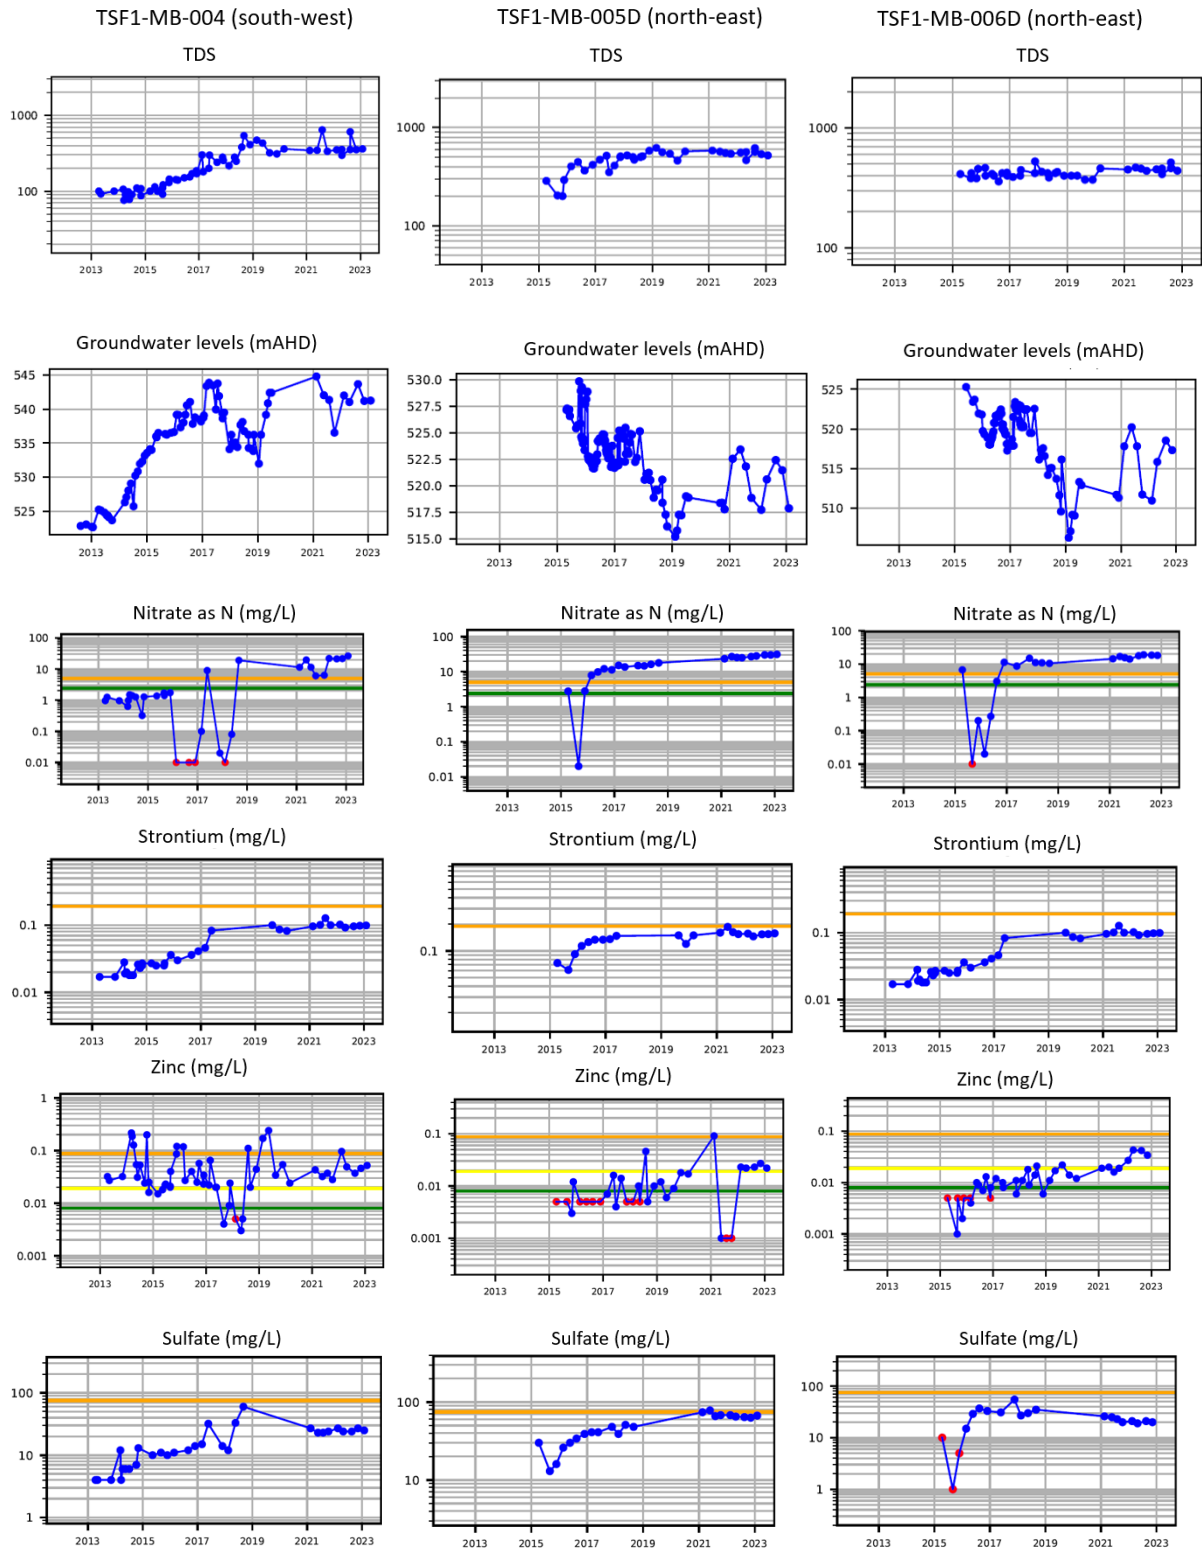 TSF1-MB-004 (south-west) TSF1-MB-005D (north-east) TSF1-MB-006D (north-east)
TDS TDS TDS
1000 1000 1000
100 100 100
2013 2015 2017 2019 2021 2023 2013 2015 2017 2019 2021 2023 2013 2015 2017 2019 2021 2023
Groundwater levels (mAHD) Groundwater levels (mAHD) Groundwater levels (mAHD)
545 530.0 525
540 527.5 520
535 525.0 515
530 522.5 510
525 520.0
517.5
515.0
2013 2015 2017 2019 2021 2023 2013 2015 2017 2019 2021 2023 2013 2015 2017 2019 2021 2023
Nitrate as N (mg/L) Nitrate as N (mg/L) Nitrate as N (mg/L)
100 100 100
10 10 10
1 1 1
0.1 0.1 0.1
0.01 0.01 0.01
2013 2015 2017 2019 2021 2023 2013 2015 2017 2019 2021 2023 2013 2015 2017 2019 2021 2023
Strontium (mg/L) Strontium (mg/L) Strontium (mg/L)
0.1 0.1 0.1
0.01 0.01
2013 2015 2017 2019 2021 2023 2013 2015 2017 2019 2021 2023 2013 2015 2017 2019 2021 2023
Zinc (mg/L) Zinc (mg/L) Zinc (mg/L)
1
0.1 0.1 0.1
0.01 0.01 0.01
0.001 0.001 0.001
2013 2015 2017 2019 2021 2023 2013 2015 2017 2019 2021 2023 2013 2015 2017 2019 2021 2023
Sulfate (mg/L) Sulfate (mg/L) Sulfate (mg/L)
100 100 100
10 10 10
1 1
2013 2015 2017 2019 2021 2023 2013 2015 2017 2019 2021 2023 2013 2015 2017 2019 2021 2023